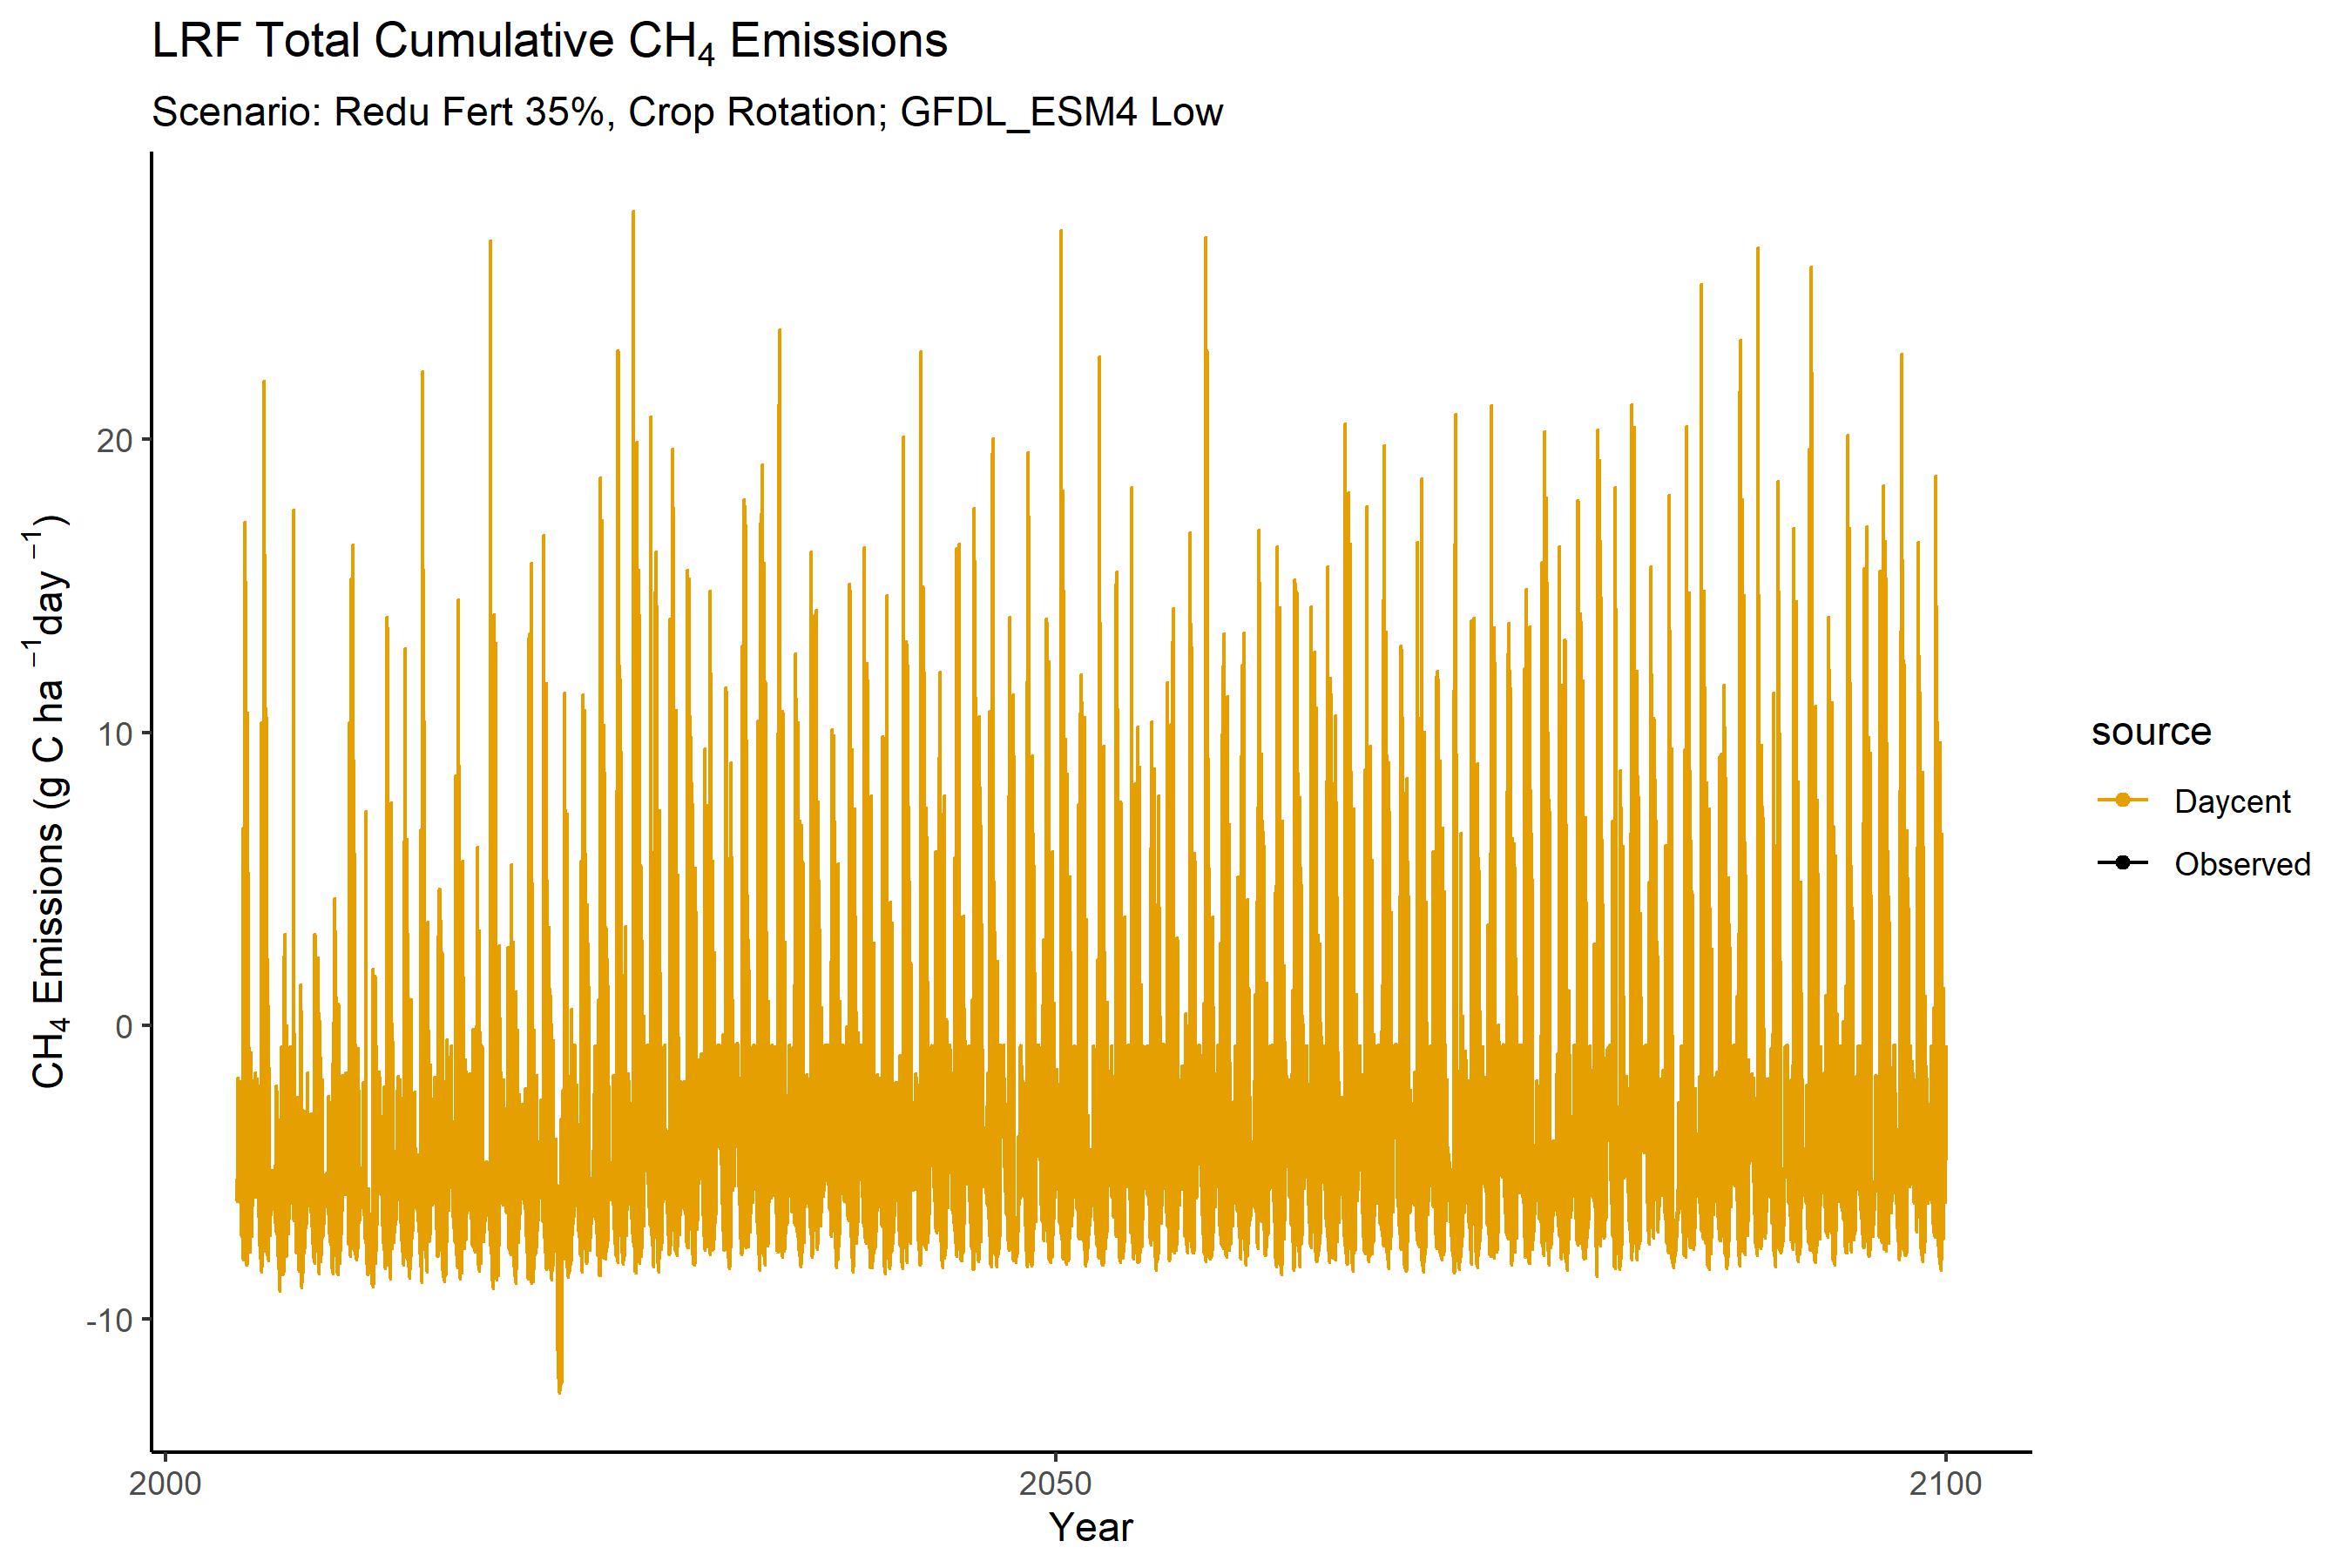 LRF Total Cumulative CH₄ Emissions
Scenario: Redu Fert 35%, Crop Rotation; GFDL_ESM4 Low
CH₄ Emissions (g C ha ⁻¹day ⁻¹)
20
10
0
-10
2000
2050
2100
Year
source
Daycent
Observed